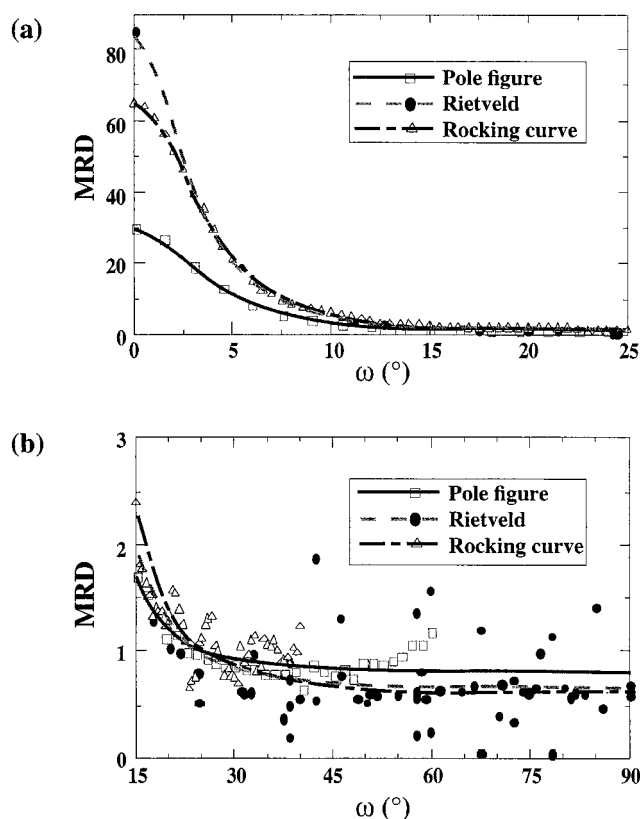 (a)
80
60
40
20
0
MRD
Pole figure
Rietveld
Rocking curve
0 5 10 15 20 25
ω (°)
(b)
3
2
1
0
MRD
Pole figure
Rietveld
Rocking curve
15 30 45 60 75 90
ω (°)